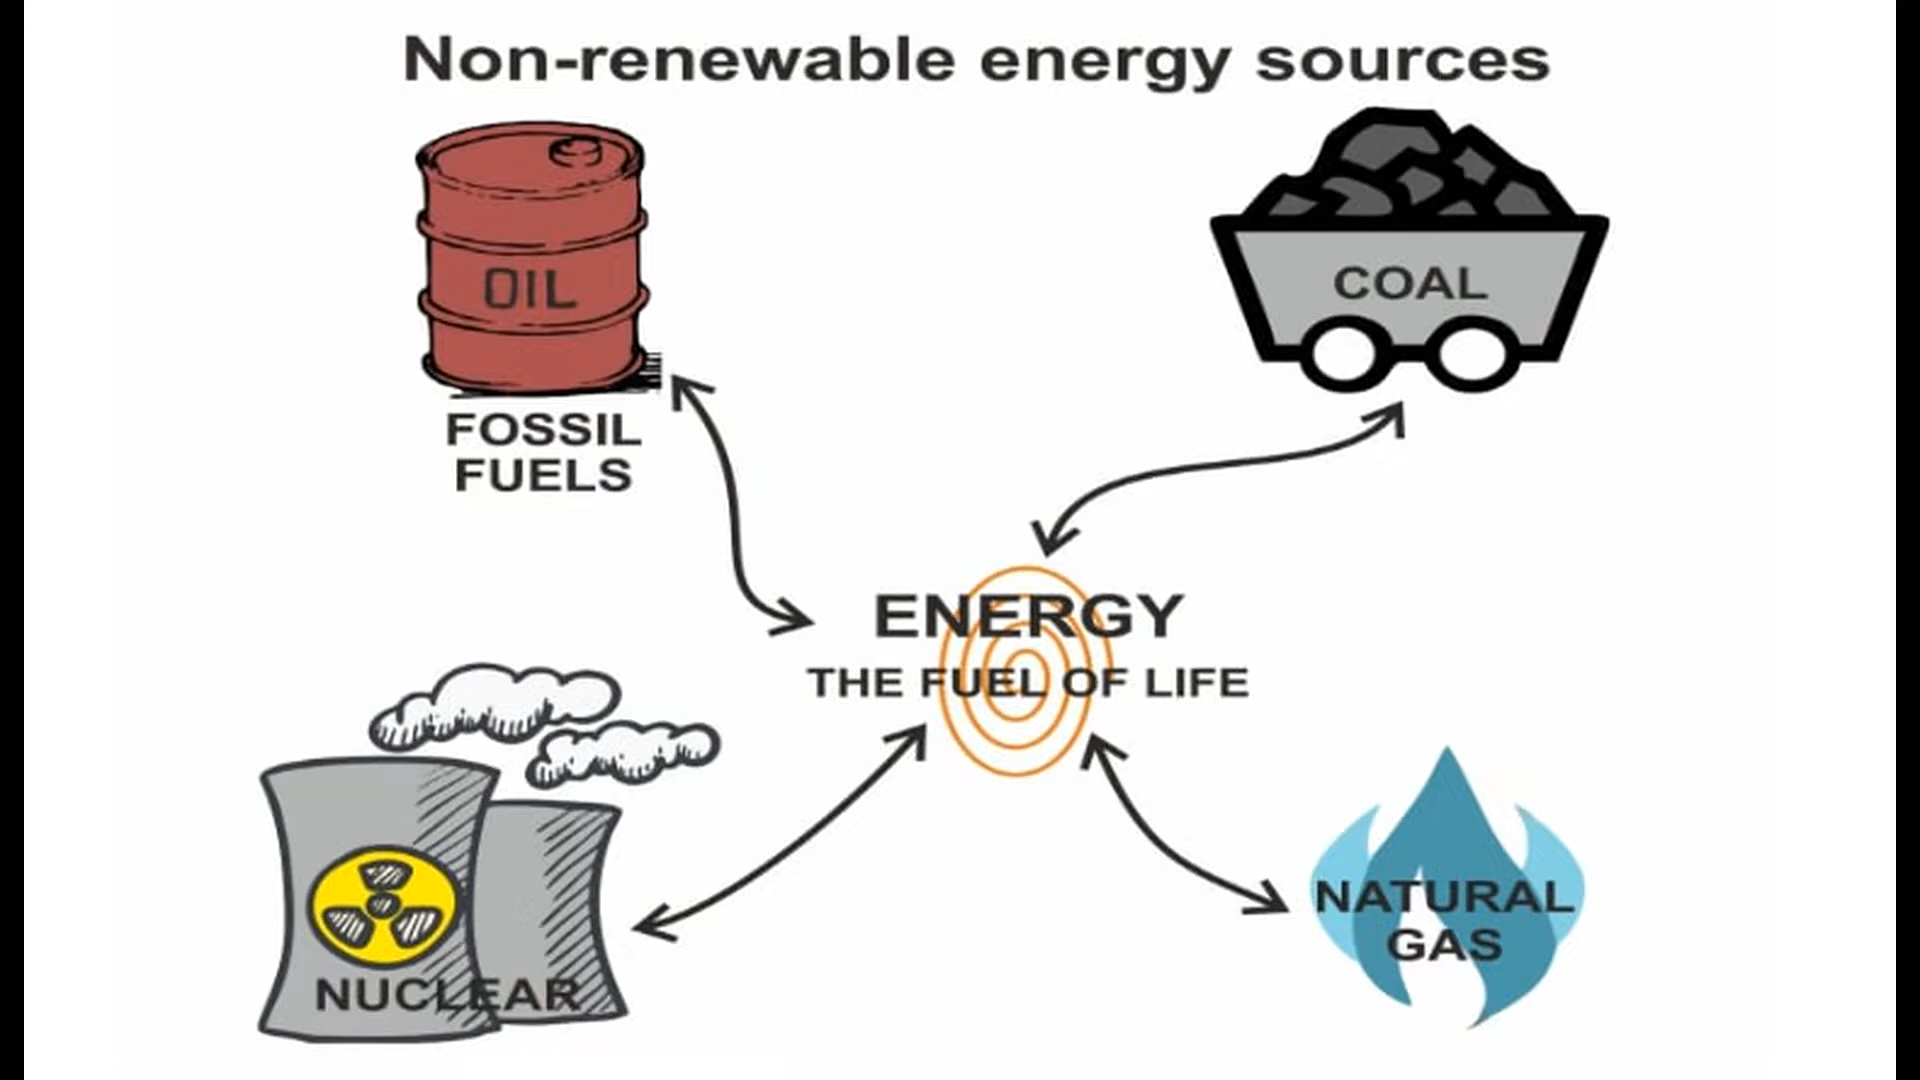 Non-renewable energy sources
OIL
COAL
FOSSIL
FUELS
ENERGY
THE FUEL OF LIFE
NATURAL
GAS
NUCLEAR